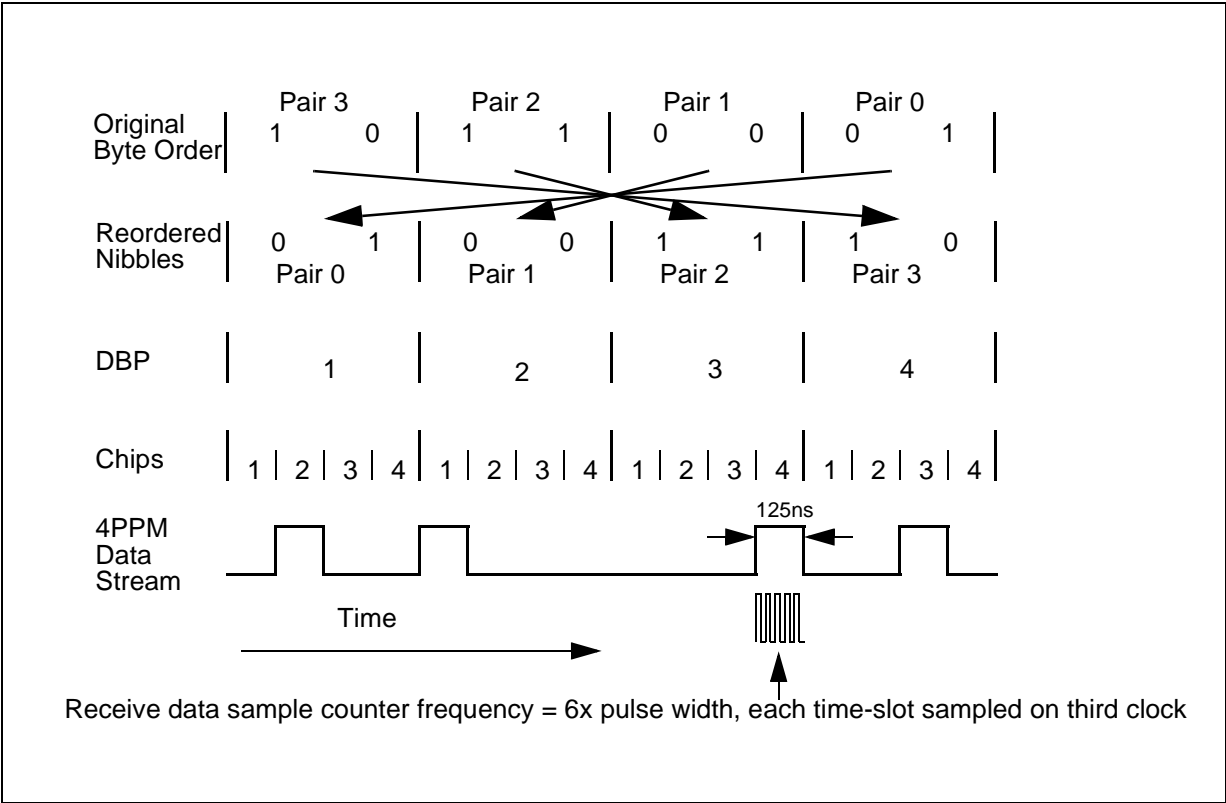 Pair 3 Pair 2 Pair 1 Pair 0
Original
Byte Order
1 0 1 1 0 0 0 1
Reordered
Nibbles
0 1 0 0 1 1 1 0
Pair 0 Pair 1 Pair 2 Pair 3
DBP 1 2 3 4
Chips 1 2 3 4 1 2 3 4 1 2 3 4 1 2 3 4
125ns
4PPM
Data
Stream
Time
Receive data sample counter frequency = 6x pulse width, each time-slot sampled on third clock